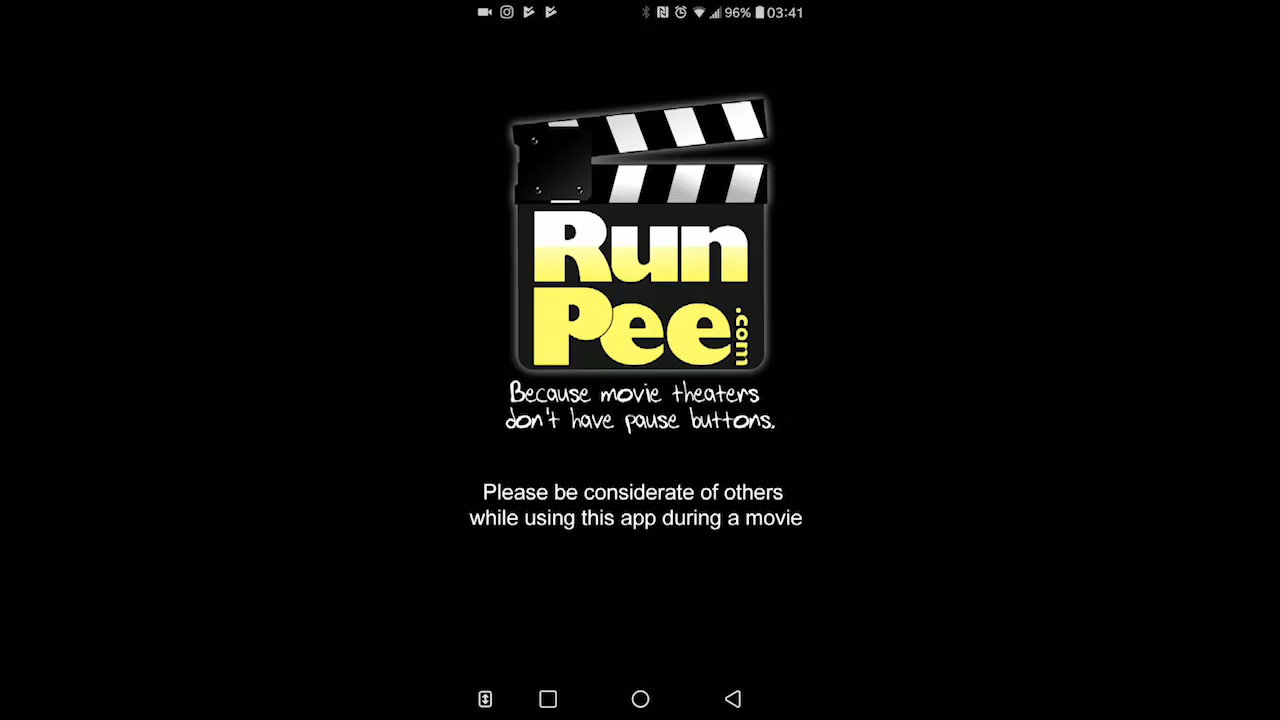 96% 03:41
Run
Pee
.com
Because movie theaters
don't have pause buttons.
Please be considerate of others
while using this app during a movie